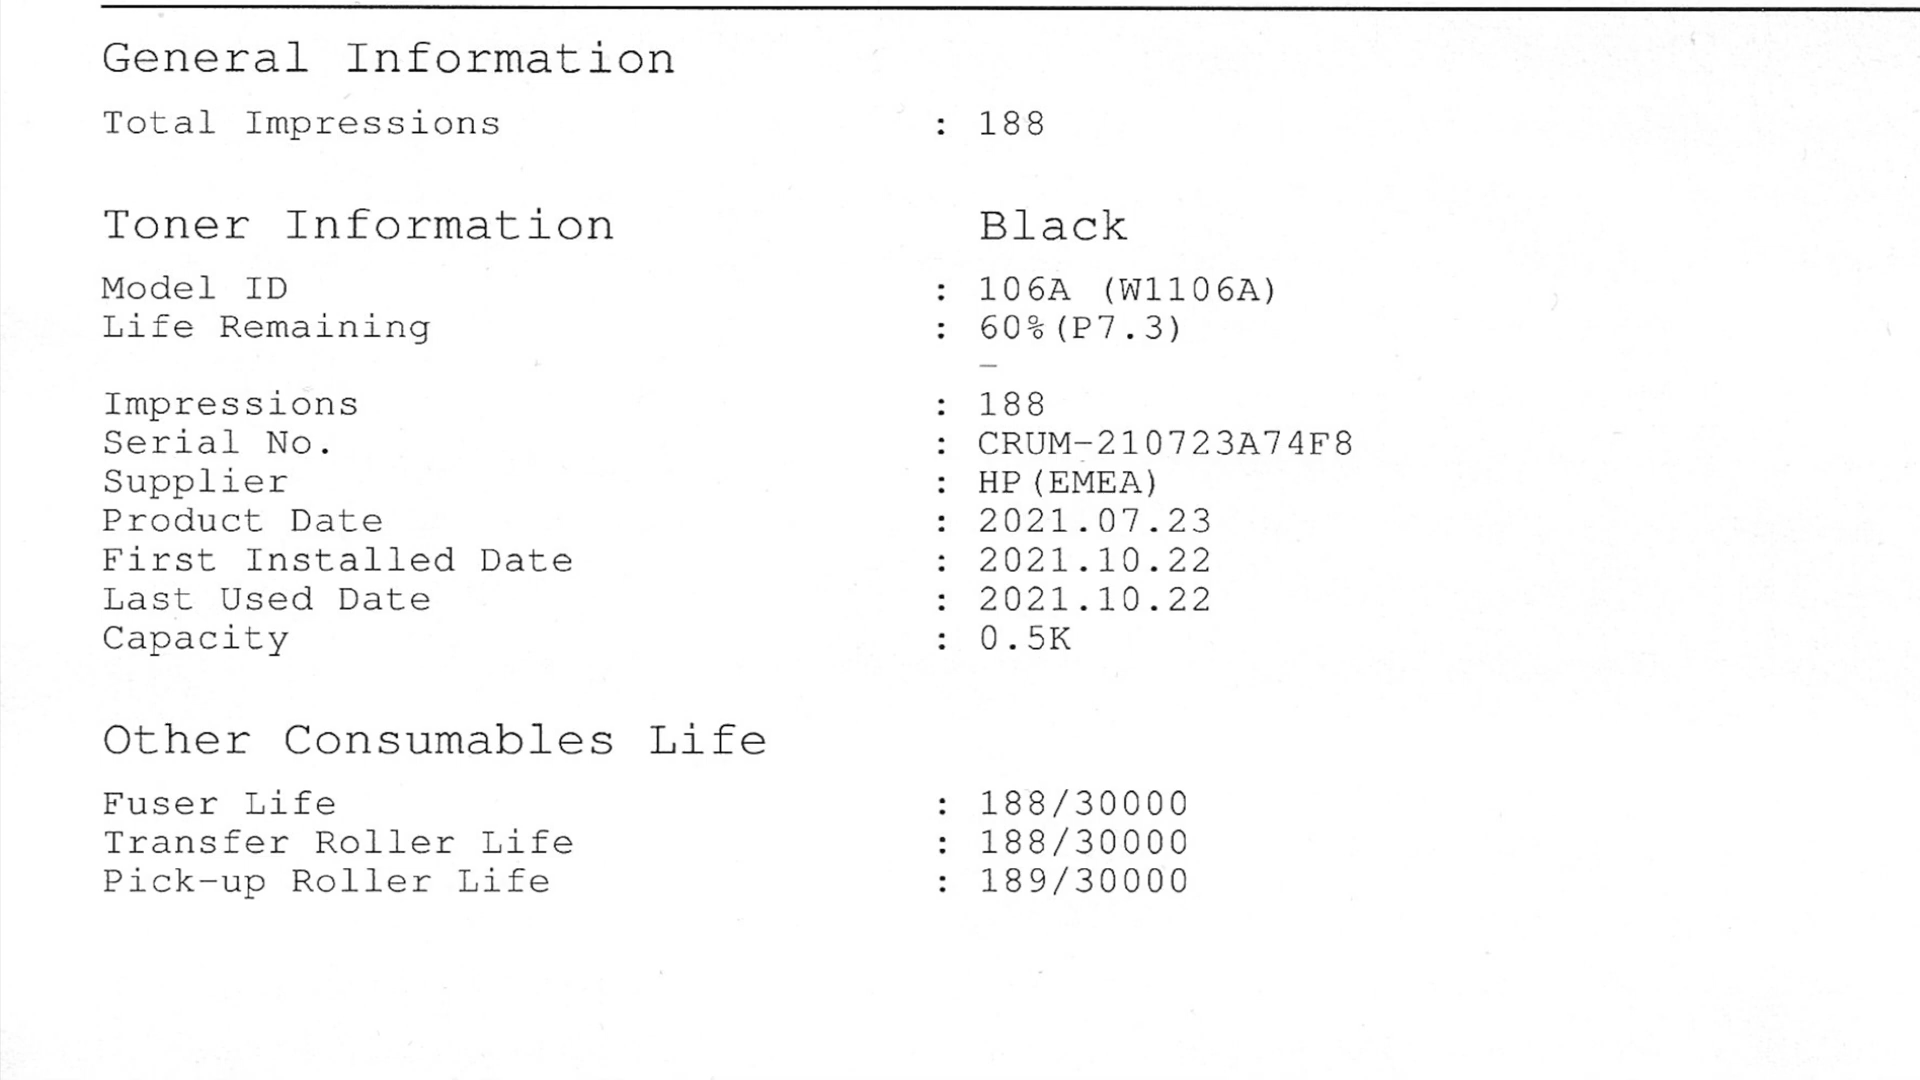 General Information
Total Impressions : 188
Toner Information Black
Model ID : 106A (W1106A)
Life Remaining : 60%(P7.3)
-
Impressions : 188
Serial No. : CRUM-210723A74F8
Supplier : HP(EMEA)
Product Date : 2021.07.23
First Installed Date : 2021.10.22
Last Used Date : 2021.10.22
Capacity : 0.5K
Other Consumables Life
Fuser Life : 188/30000
Transfer Roller Life : 188/30000
Pick-up Roller Life : 189/30000